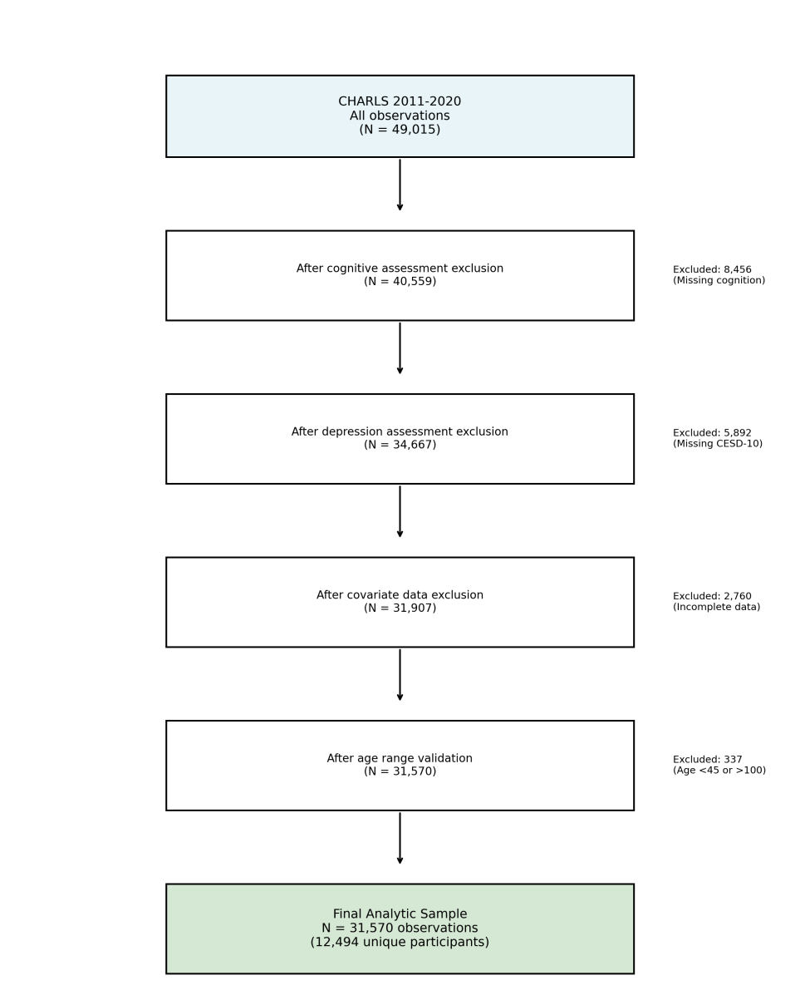 CHARLS 2011-2020
All observations
(N = 49,015)
After cognitive assessment exclusion
(N = 40,559)
Excluded: 8,456
(Missing cognition)
After depression assessment exclusion
(N = 34,667)
Excluded: 5,892
(Missing CESD-10)
After covariate data exclusion
(N = 31,907)
Excluded: 2,760
(Incomplete data)
After age range validation
(N = 31,570)
Excluded: 337
(Age <45 or >100)
Final Analytic Sample
N = 31,570 observations
(12,494 unique participants)